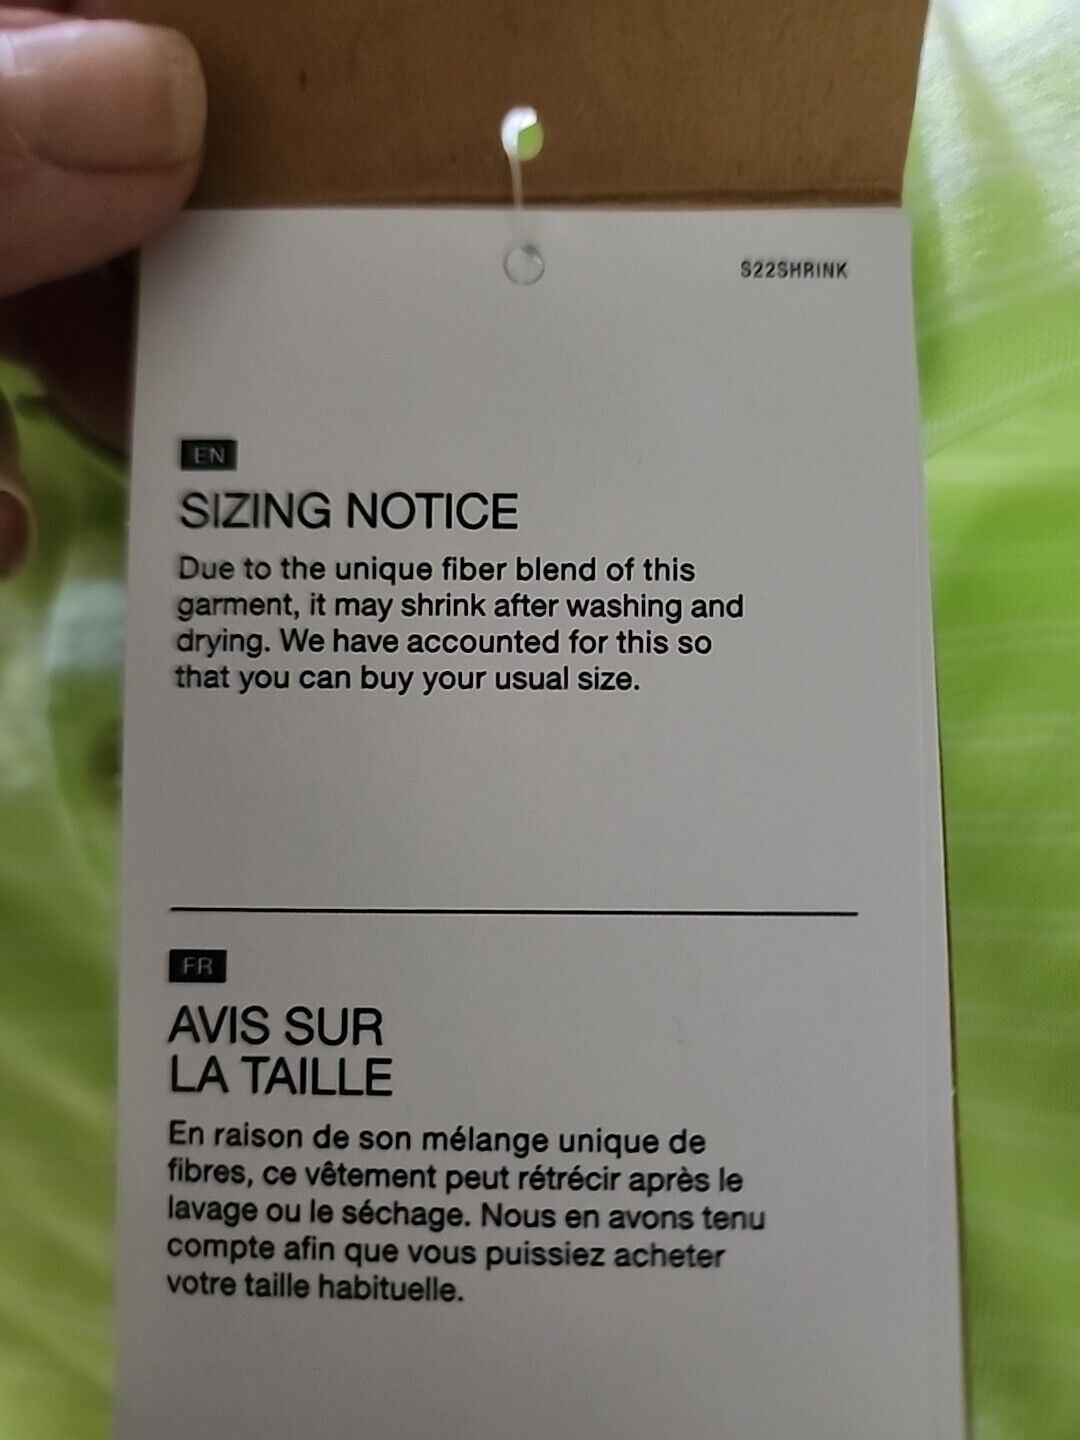 S22SHRINK
EN
SIZING NOTICE
Due to the unique fiber blend of this
garment, it may shrink after washing and
drying. We have accounted for this so
that you can buy your usual size.
FR
AVIS SUR
LA TAILLE
En raison de son mélange unique de
fibres, ce vêtement peut rétrécir après le
lavage ou le séchage. Nous en avons tenu
compte afin que vous puissiez acheter
votre taille habituelle.